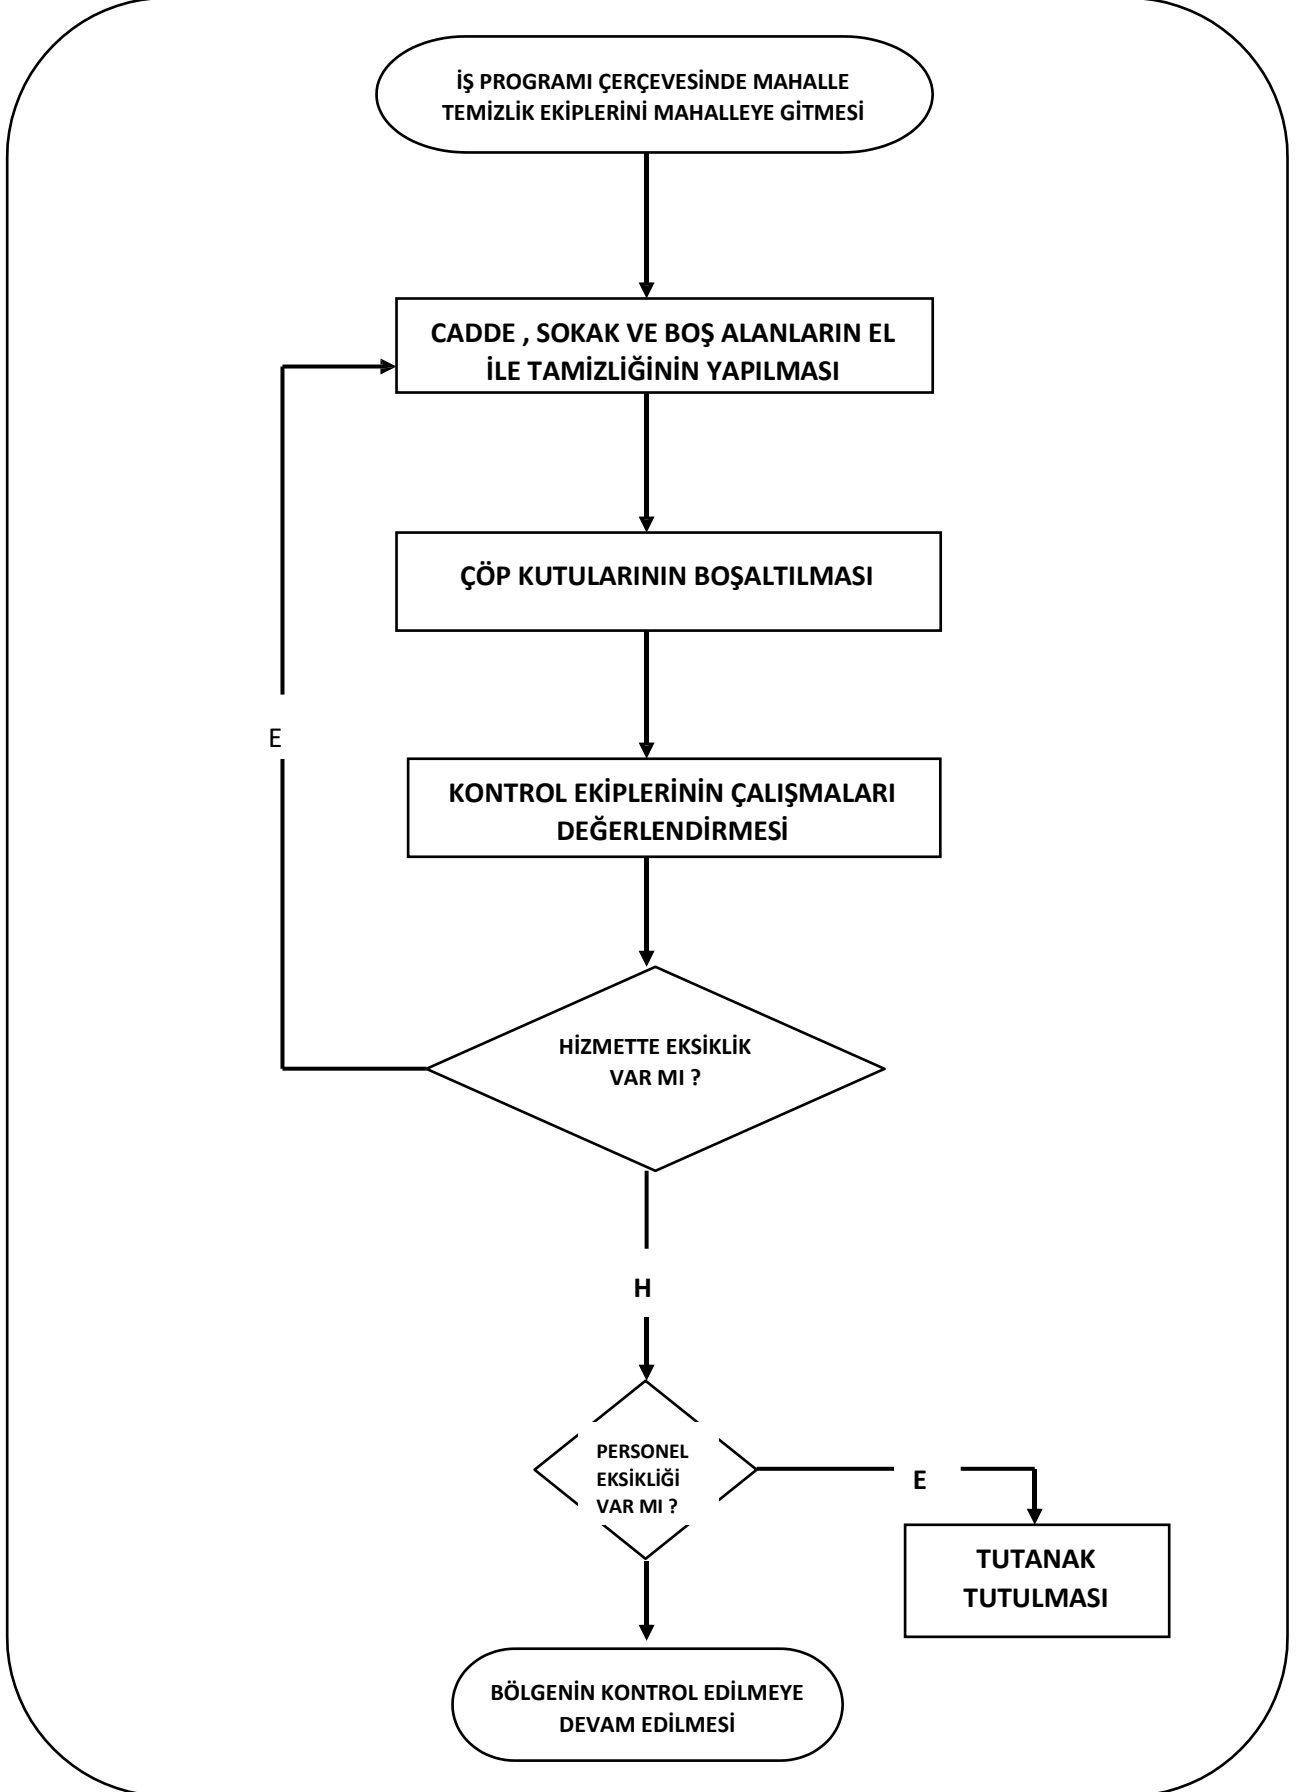 İŞ PROGRAMI ÇERÇEVESİNDE MAHALLE
TEMİZLİK EKİPLERİNİ MAHALLEYE GİTMESİ
CADDE , SOKAK VE BOŞ ALANLARIN EL
İLE TAMİZLİĞİNİN YAPILMASI
ÇÖP KUTULARININ BOŞALTILMASI
E
KONTROL EKİPLERİNİN ÇALIŞMALARI
DEĞERLENDİRMESİ
HİZMETTE EKSİKLİK
VAR MI ?
H
PERSONEL
EKSİKLİĞİ
VAR MI ?
E
TUTANAK
TUTULMASI
BÖLGENİN KONTROL EDİLMEYE
DEVAM EDİLMESİ